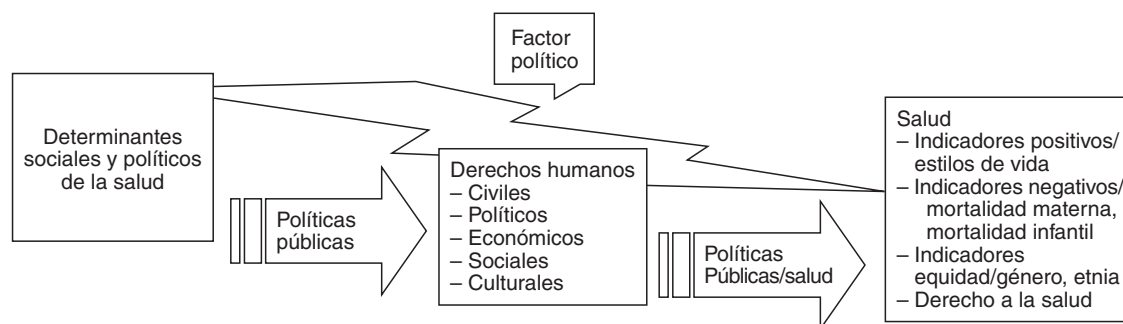 Factor
político
Determinantes
sociales y políticos
de la salud
Políticas
públicas
Derechos humanos
– Civiles
– Políticos
– Económicos
– Sociales
– Culturales
Políticas
Públicas/salud
Salud
– Indicadores positivos/
estilos de vida
– Indicadores negativos/
mortalidad materna,
mortalidad infantil
– Indicadores
equidad/género, etnia
– Derecho a la salud